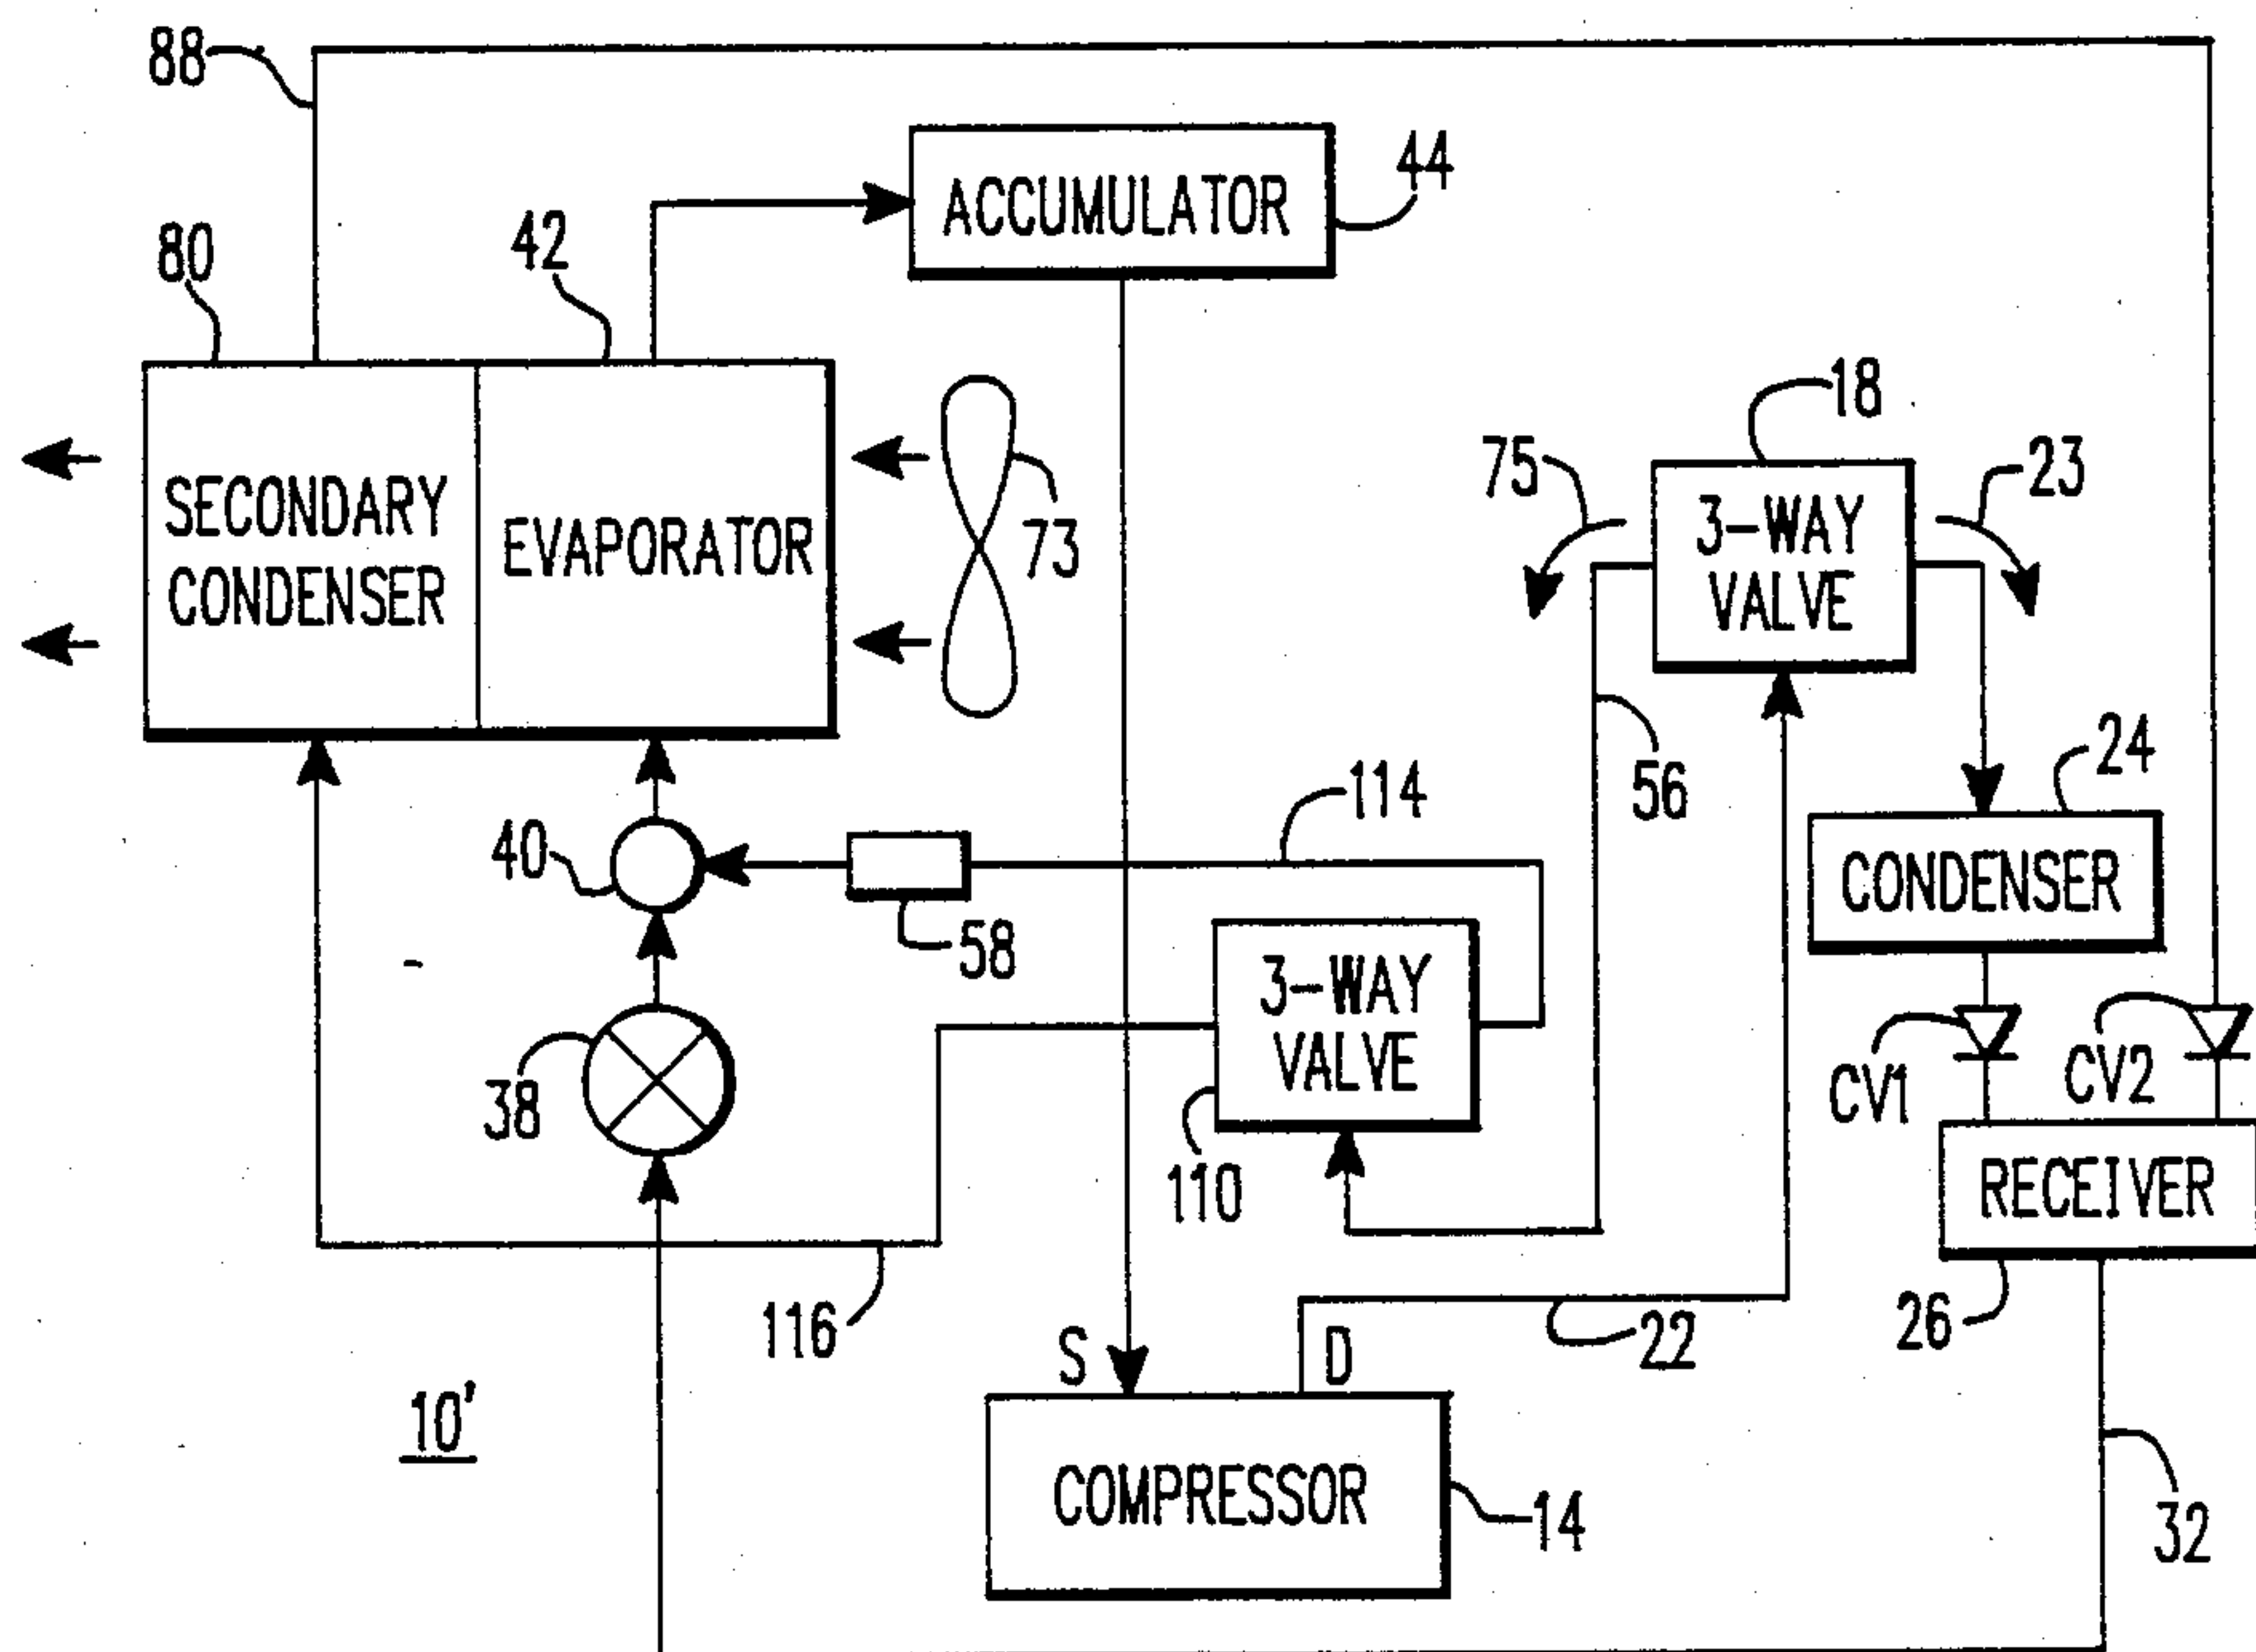 88
ACCUMULATOR
44
80
42
SECONDARY
CONDENSER
EVAPORATOR
73
18
75
3-WAY
VALVE
23
56
24
CONDENSER
114
40
58
3-WAY
VALVE
110
38
CV1
CV2
RECEIVER
26
116
S
D
22
10'
COMPRESSOR
14
32